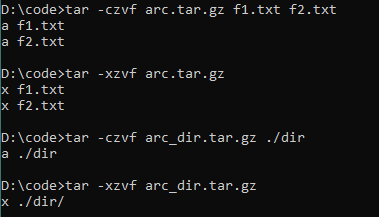 D:\code>tar -czvf arc.tar.gz f1.txt f2.txt
a f1.txt
a f2.txt
D:\code>tar -xzvf arc.tar.gz
x f1.txt
x f2.txt
D:\code>tar -czvf arc_dir.tar.gz ./dir
a ./dir
D:\code>tar -xzvf arc_dir.tar.gz
x ./dir/